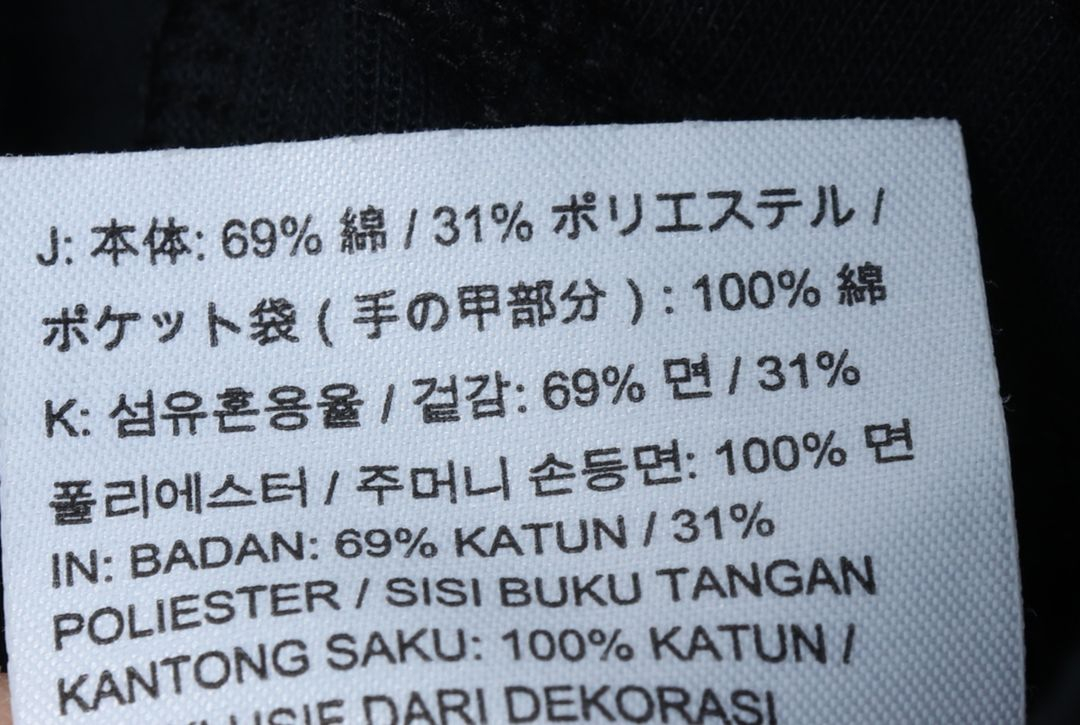 J: 本体: 69% 綿 / 31% ポリエステル /
ポケット袋 ( 手の甲部分 ) : 100% 綿
K: 섬유혼용율 / 겉감: 69% 면 / 31%
폴리에스터 / 주머니 손등면: 100% 면
IN: BADAN: 69% KATUN / 31%
POLIESTER / SISI BUKU TANGAN
KANTONG SAKU: 100% KATUN /
DARI DEKORASI